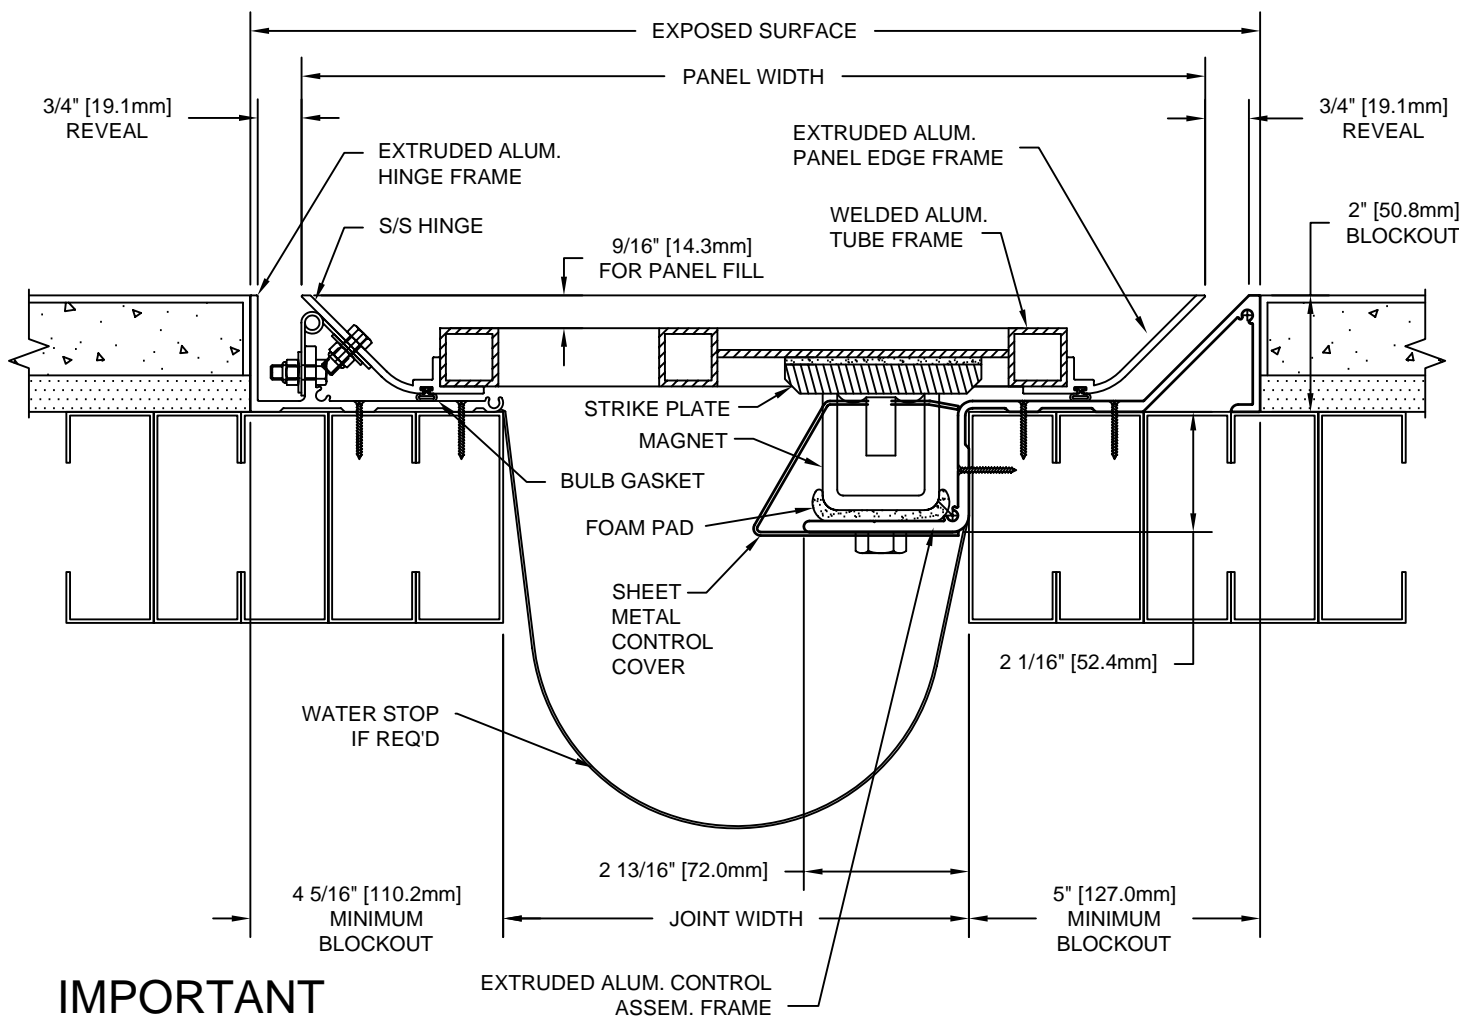 EXPOSED SURFACE
PANEL WIDTH
3/4" [19.1mm]
REVEAL
3/4" [19.1mm]
REVEAL
EXTRUDED ALUM.
HINGE FRAME
EXTRUDED ALUM.
PANEL EDGE FRAME
S/S HINGE
WELDED ALUM.
TUBE FRAME
2" [50.8mm]
BLOCKOUT
9/16" [14.3mm]
FOR PANEL FILL
STRIKE PLATE
MAGNET
BULB GASKET
FOAM PAD
SHEET
METAL
CONTROL
COVER
2 1/16" [52.4mm]
WATER STOP
IF REQ'D
2 13/16" [72.0mm]
4 5/16" [110.2mm]
MINIMUM
BLOCKOUT
JOINT WIDTH
5" [127.0mm]
MINIMUM
BLOCKOUT
EXTRUDED ALUM. CONTROL
ASSEM. FRAME
IMPORTANT